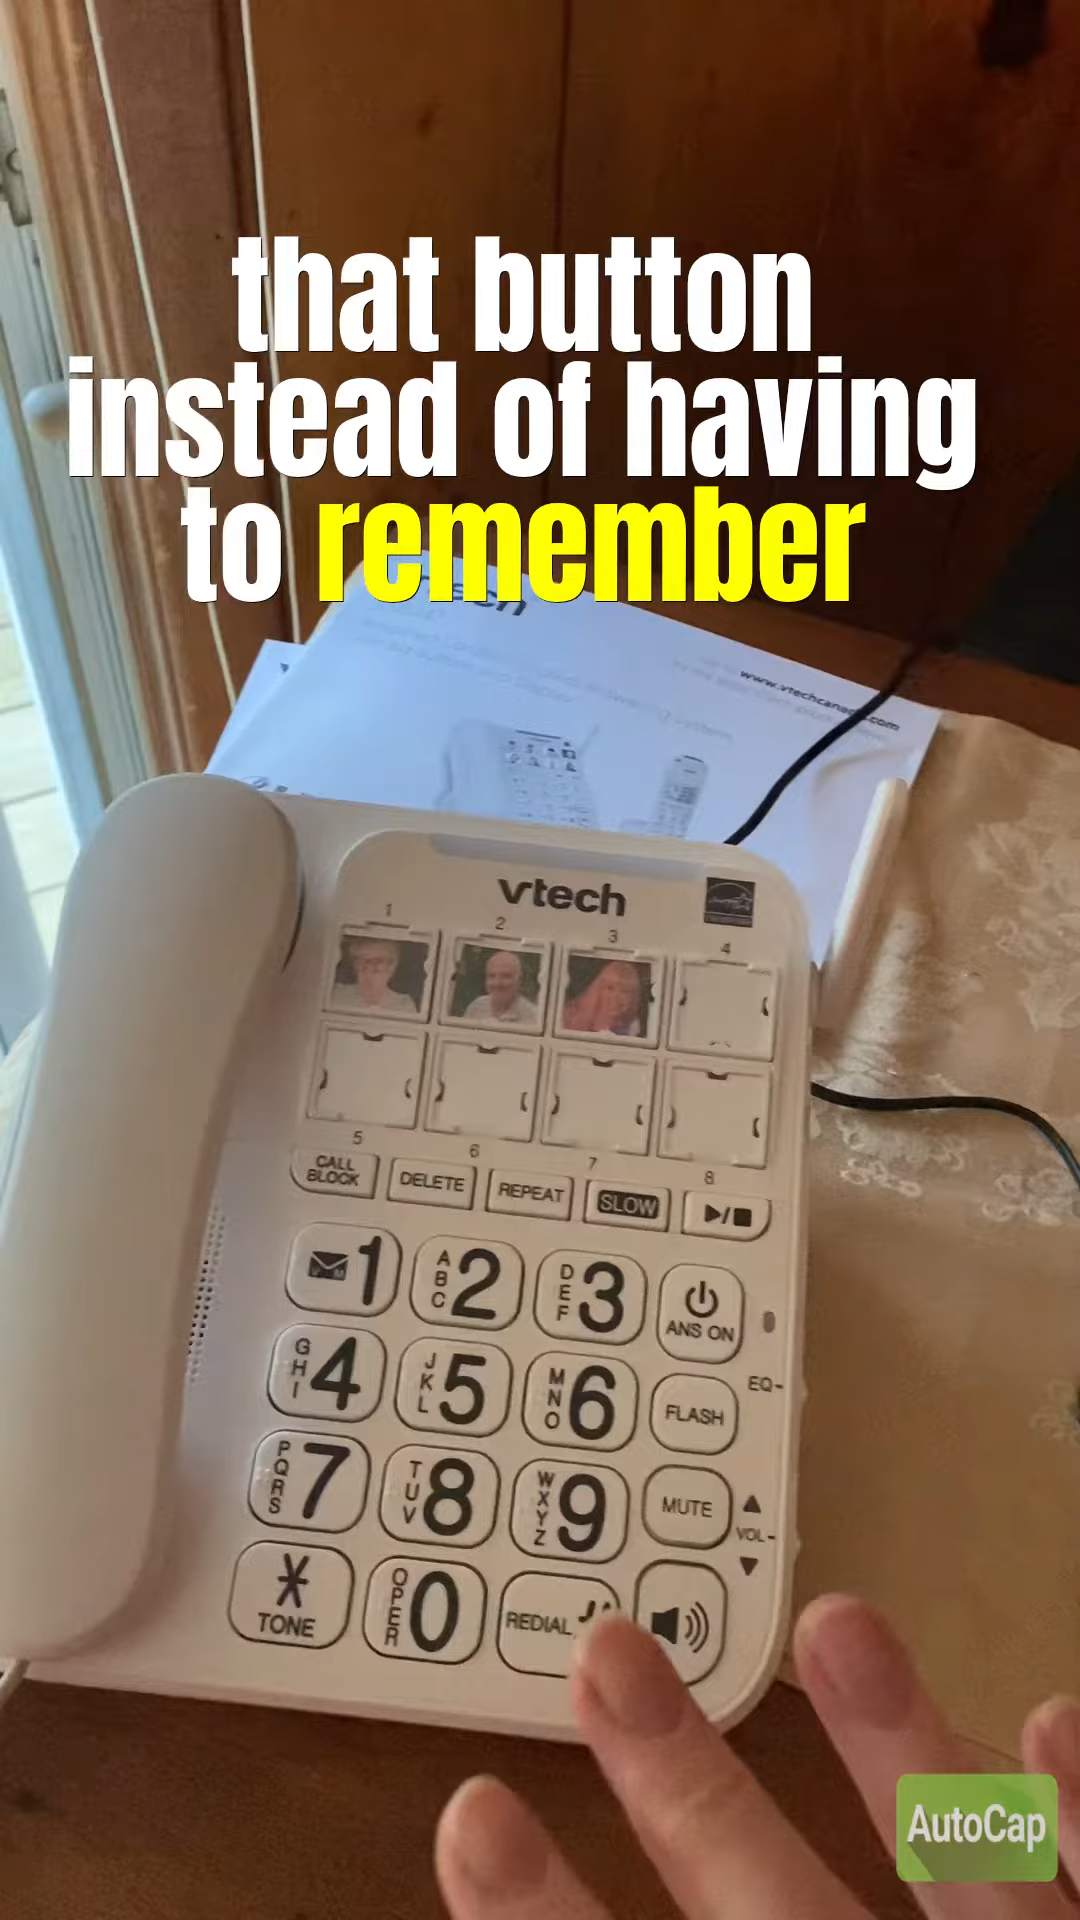 that button
instead of having
to remember
www.vtechcanada.com
vtech
1
2
3
4
5
6
7
8
CALL
BLOCK
DELETE
REPEAT
SLOW
1
ABC
2
DEF
3
ANS ON
GHI
4
JKL
5
MNO
6
FLASH
EQ
PQRS
7
TUV
8
WXYZ
9
MUTE
VOL
TONE
OPER
0
REDIAL
AutoCap